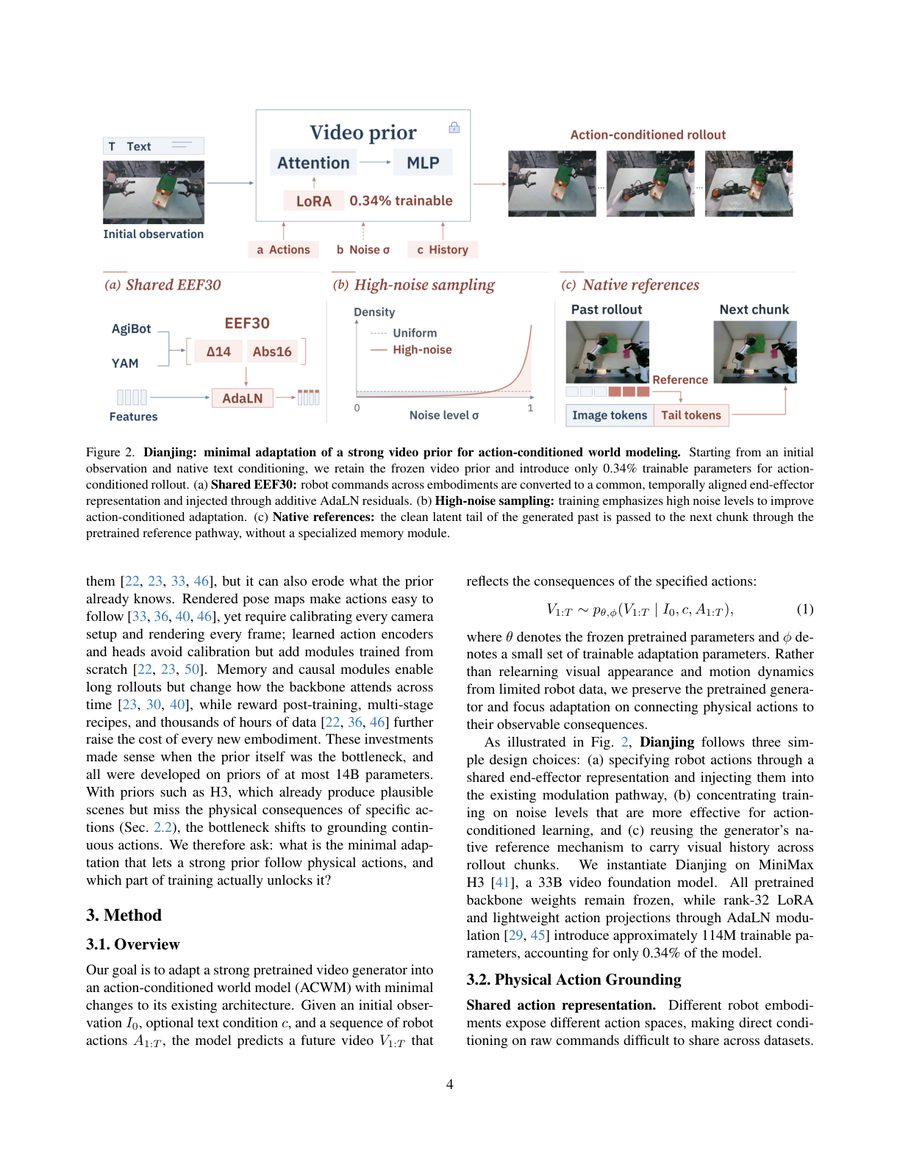 T Text
Initial observation
Video prior
Attention
MLP
LoRA
0.34% trainable
a Actions
b Noise σ
c History
Action-conditioned rollout
...
...
(a) Shared EEF30
AgiBot
YAM
EEF30
Δ14
Abs16
AdaLN
Features
(b) High-noise sampling
Density
Uniform
High-noise
0
Noise level σ
1
(c) Native references
Past rollout
Next chunk
Reference
Image tokens
Tail tokens
Figure 2. Dianjing: minimal adaptation of a strong video prior for action-conditioned world modeling. Starting from an initial
observation and native text conditioning, we retain the frozen video prior and introduce only 0.34% trainable parameters for action-
conditioned rollout. (a) Shared EEF30: robot commands across embodiments are converted to a common, temporally aligned end-effector
representation and injected through additive AdaLN residuals. (b) High-noise sampling: training emphasizes high noise levels to improve
action-conditioned adaptation. (c) Native references: the clean latent tail of the generated past is passed to the next chunk through the
pretrained reference pathway, without a specialized memory module.
them [22, 23, 33, 46], but it can also erode what the prior
already knows. Rendered pose maps make actions easy to
follow [33, 36, 40, 46], yet require calibrating every camera
setup and rendering every frame; learned action encoders
and heads avoid calibration but add modules trained from
scratch [22, 23, 50]. Memory and causal modules enable
long rollouts but change how the backbone attends across
time [23, 30, 40], while reward post-training, multi-stage
recipes, and thousands of hours of data [22, 36, 46] further
raise the cost of every new embodiment. These investments
made sense when the prior itself was the bottleneck, and
all were developed on priors of at most 14B parameters.
With priors such as H3, which already produce plausible
scenes but miss the physical consequences of specific ac-
tions (Sec. 2.2), the bottleneck shifts to grounding contin-
uous actions. We therefore ask: what is the minimal adap-
tation that lets a strong prior follow physical actions, and
which part of training actually unlocks it?
3. Method
3.1. Overview
Our goal is to adapt a strong pretrained video generator into
an action-conditioned world model (ACWM) with minimal
changes to its existing architecture. Given an initial obser-
vation I₀, optional text condition c, and a sequence of robot
actions A₁:T, the model predicts a future video V₁:T that
reflects the consequences of the specified actions:
V₁:T ∼ pθ,ϕ(V₁:T | I₀, c, A₁:T), (1)
where θ denotes the frozen pretrained parameters and ϕ de-
notes a small set of trainable adaptation parameters. Rather
than relearning visual appearance and motion dynamics
from limited robot data, we preserve the pretrained genera-
tor and focus adaptation on connecting physical actions to
their observable consequences.
As illustrated in Fig. 2, Dianjing follows three sim-
ple design choices: (a) specifying robot actions through a
shared end-effector representation and injecting them into
the existing modulation pathway, (b) concentrating train-
ing on noise levels that are more effective for action-
conditioned learning, and (c) reusing the generator's na-
tive reference mechanism to carry visual history across
rollout chunks. We instantiate Dianjing on MiniMax
H3 [41], a 33B video foundation model. All pretrained
backbone weights remain frozen, while rank-32 LoRA
and lightweight action projections through AdaLN modu-
lation [29, 45] introduce approximately 114M trainable pa-
rameters, accounting for only 0.34% of the model.
3.2. Physical Action Grounding
Shared action representation. Different robot embodi-
ments expose different action spaces, making direct condi-
tioning on raw commands difficult to share across datasets.
4